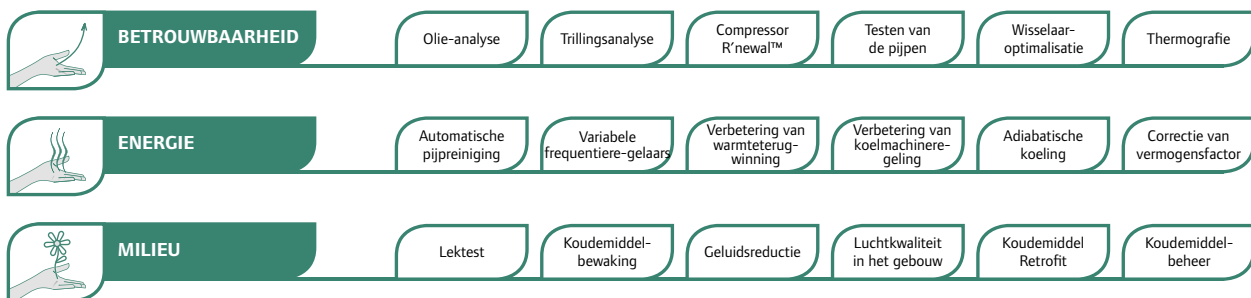 BETROUWBAARHEID
Olie-analyse
Trillingsanalyse
Compressor
R'newal™
Testen van
de pijpen
Wisselaar-
optimalisatie
Thermografie
ENERGIE
Automatische
pijpreiniging
Variabele
frequentiere-gelaars
Verbetering van
warmteterug-
winning
Verbetering van
koelmachinere-
geling
Adiabatische
koeling
Correctie van
vermogensfactor
MILIEU
Lektest
Koudemiddel-
bewaking
Geluidsreductie
Luchtkwaliteit
in het gebouw
Koudemiddel
Retrofit
Koudemiddel-
beheer